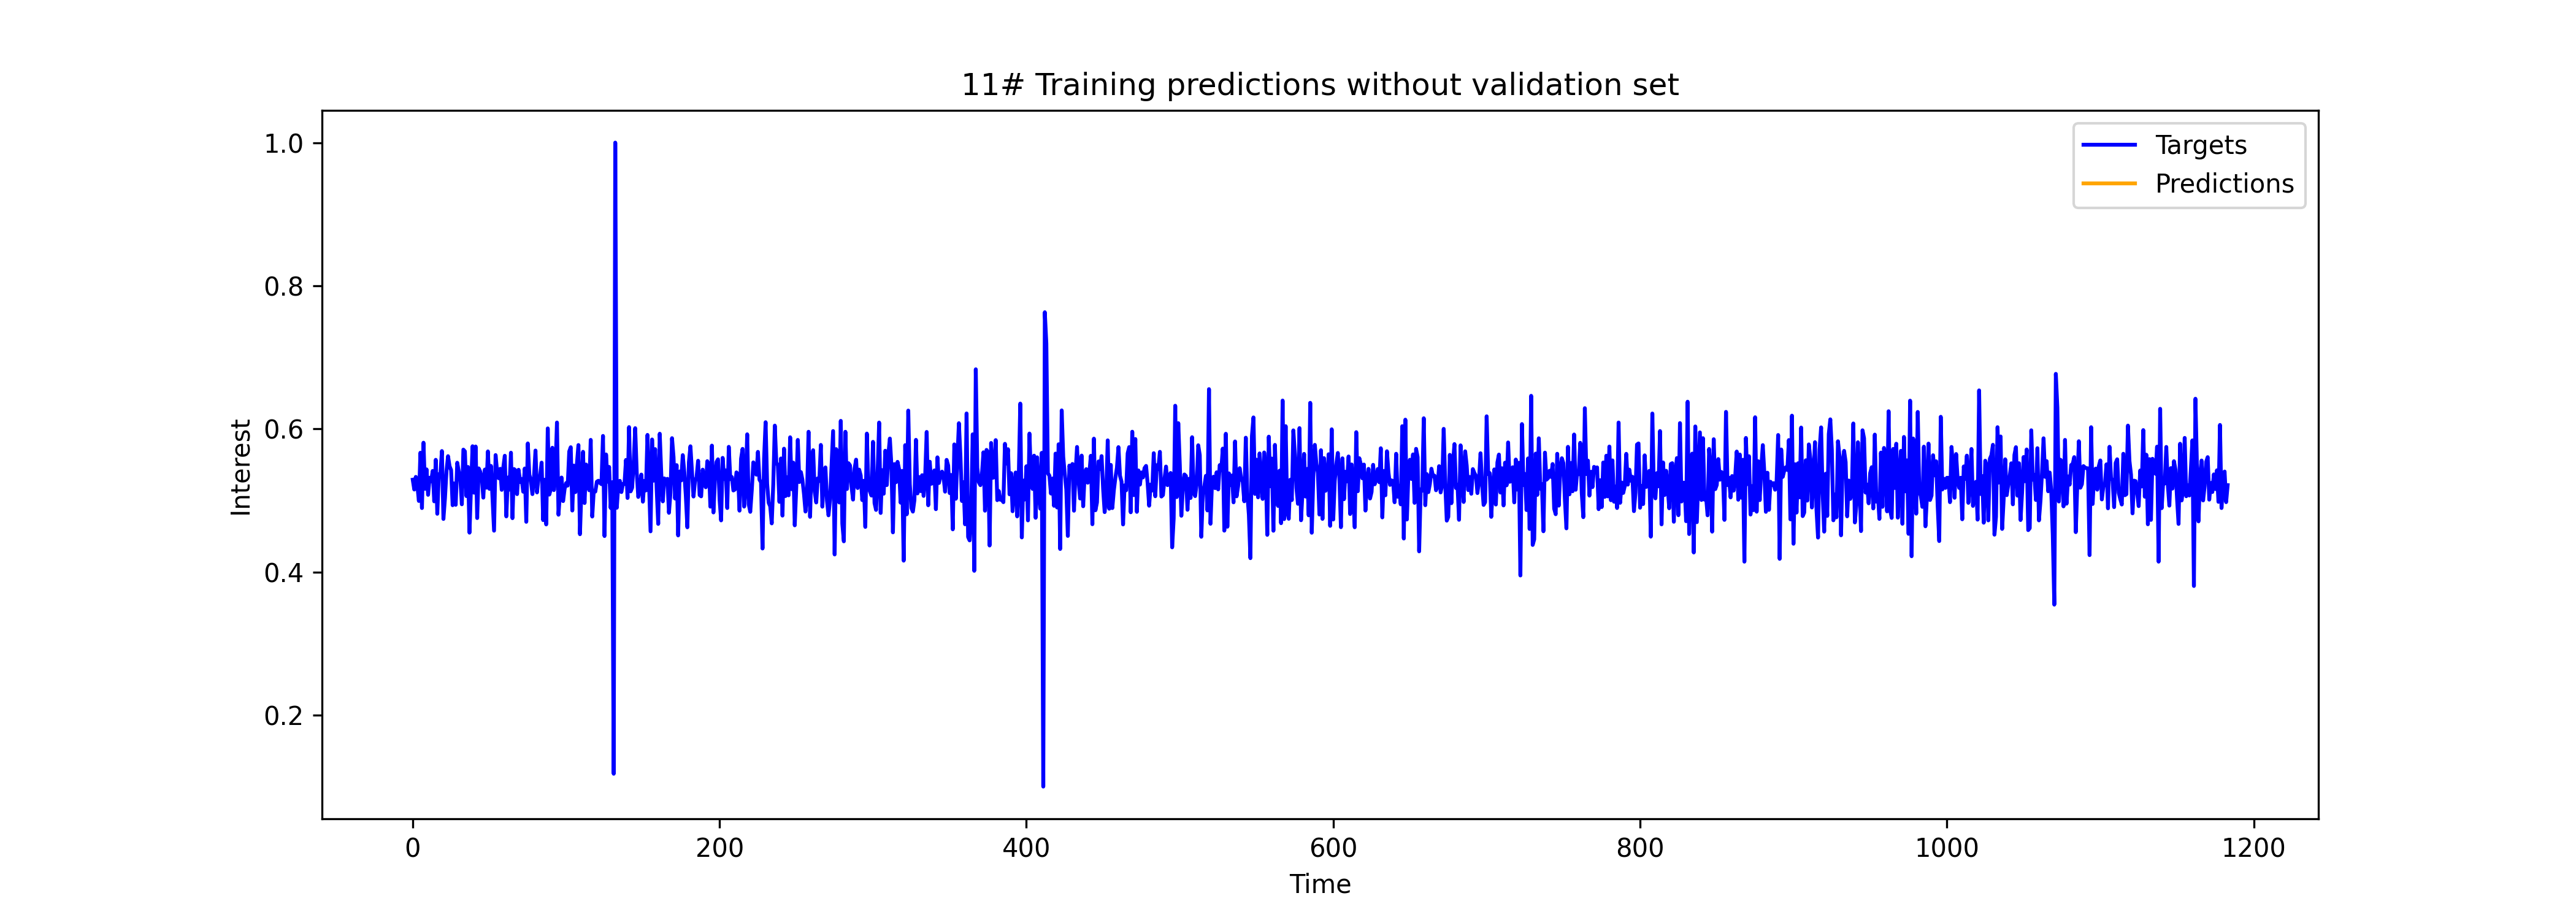 11# Training predictions without validation set
Targets
Predictions
1.0
0.8
0.6
0.4
0.2
Interest
0 200 400 600 800 1000 1200
Time